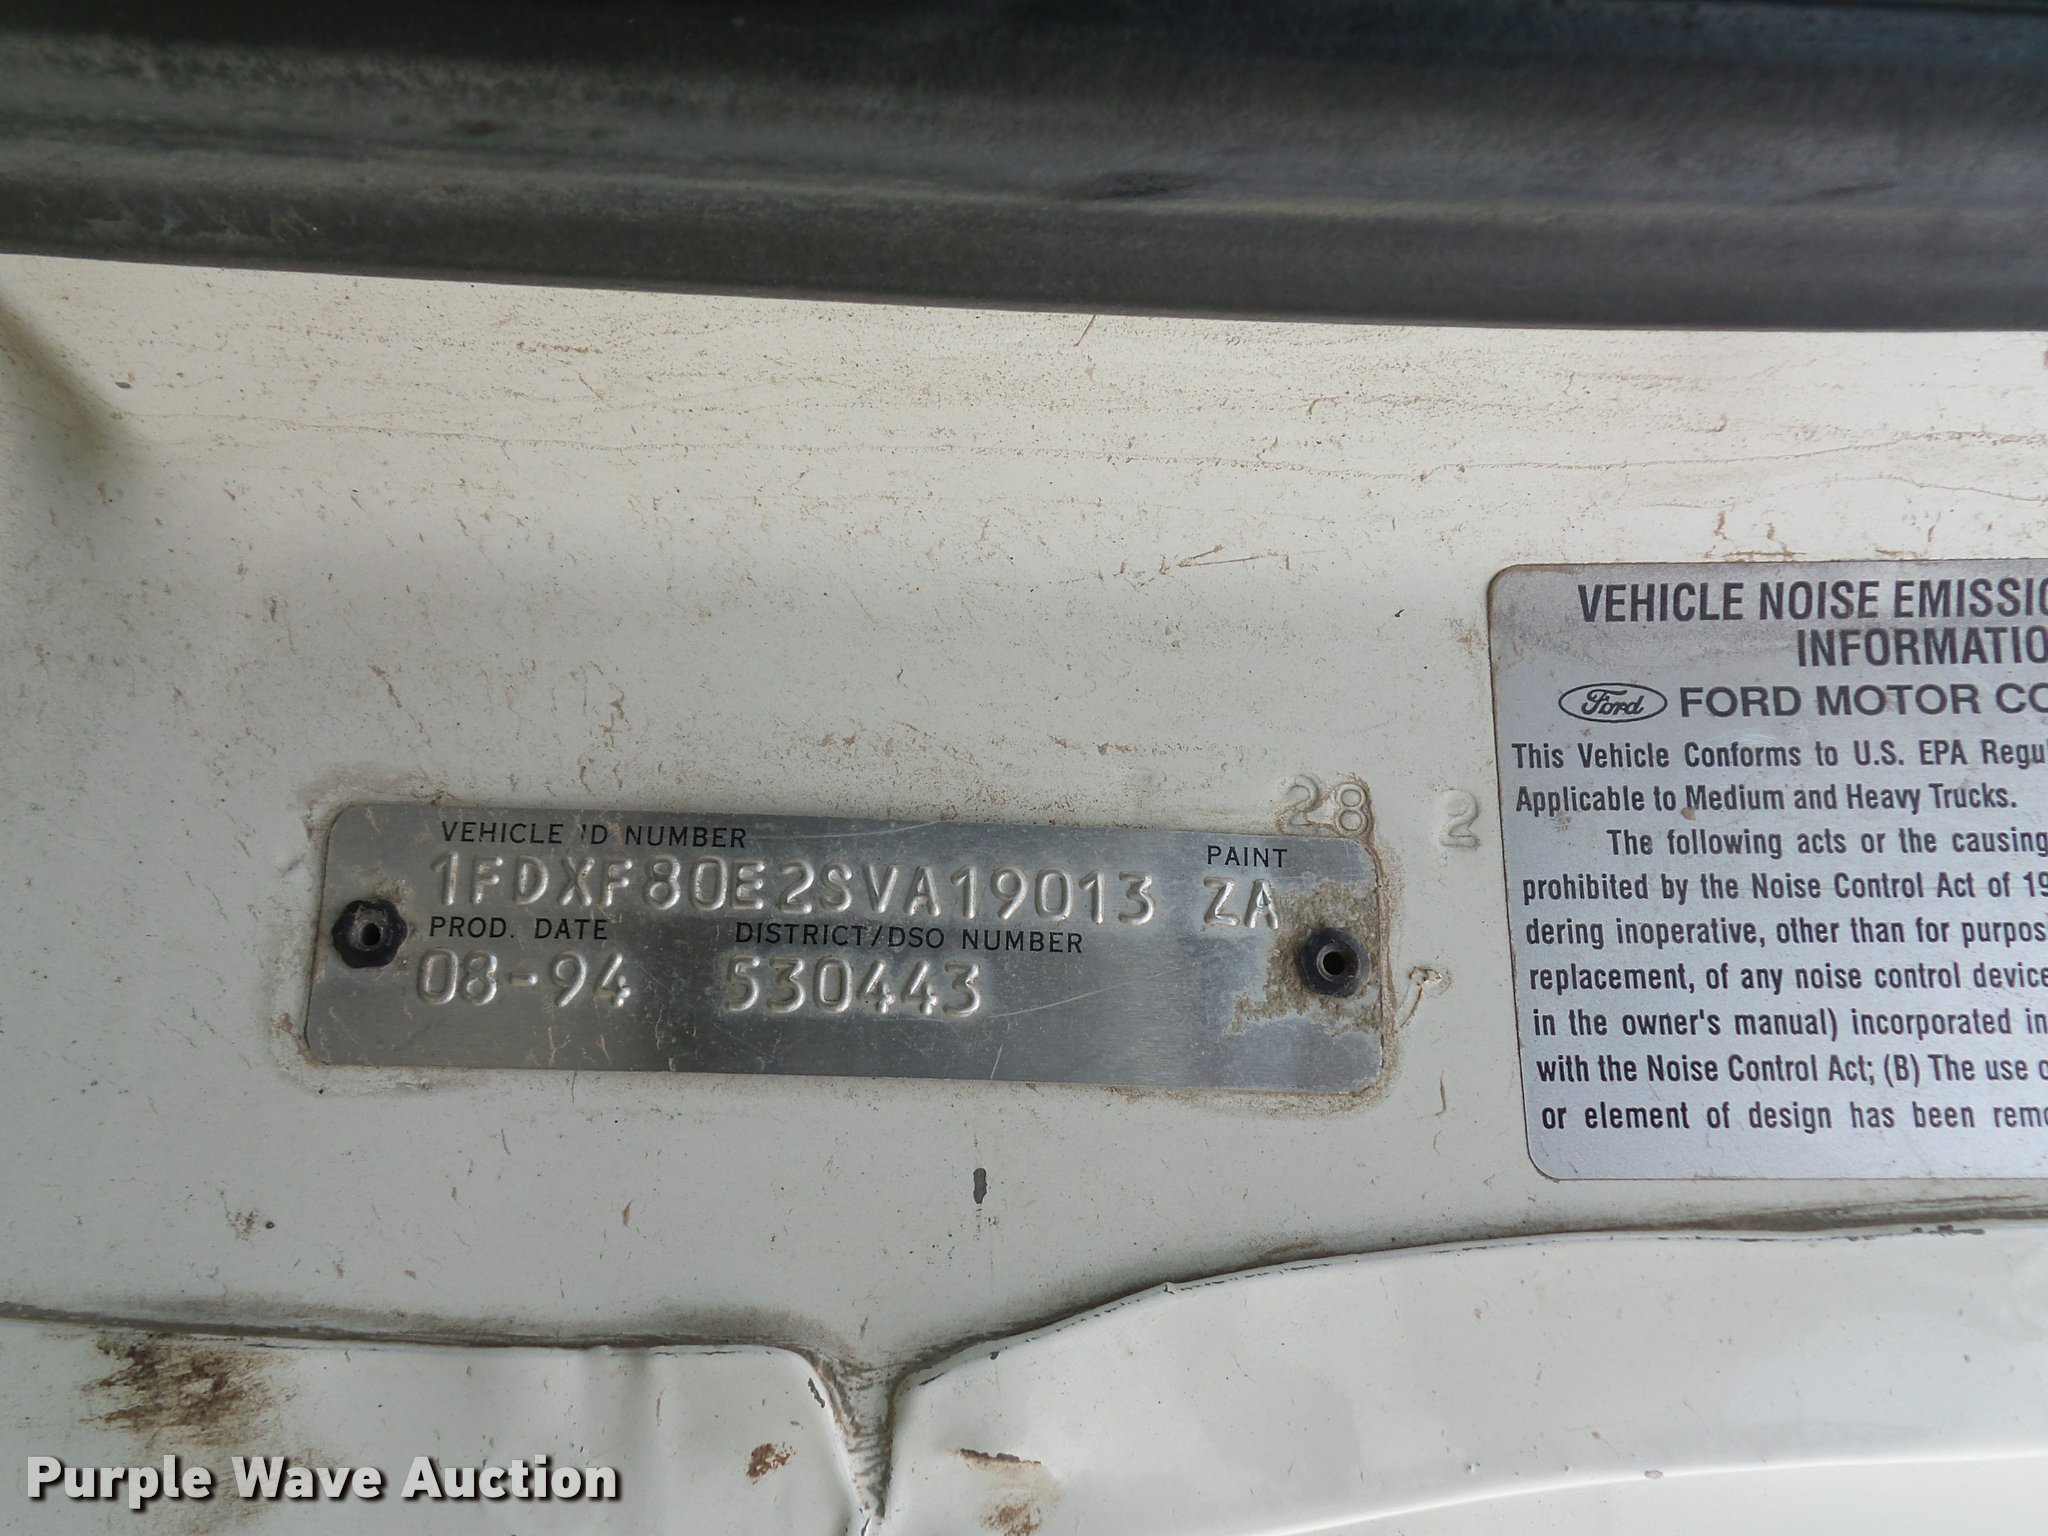 28 2
VEHICLE ID NUMBER
PAINT
1FDXF80E2SVA19013 ZA
PROD. DATE
DISTRICT/DSO NUMBER
08-94 530443
VEHICLE NOISE EMISSIO
INFORMATIO
Ford FORD MOTOR CO
This Vehicle Conforms to U.S. EPA Regul
Applicable to Medium and Heavy Trucks.
The following acts or the causing
prohibited by the Noise Control Act of 19
dering inoperative, other than for purpos
replacement, of any noise control device
in the owner's manual) incorporated in
with the Noise Control Act; (B) The use o
or element of design has been remo
Purple Wave Auction